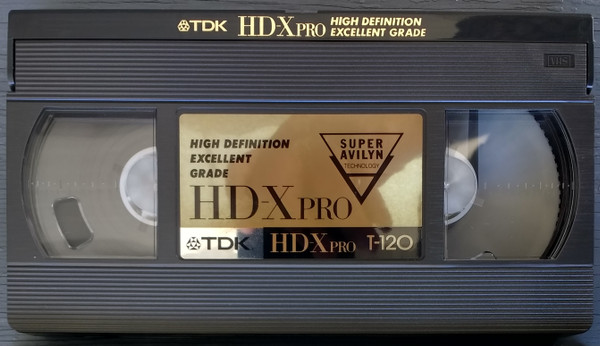 TDK HD-X PRO HIGH DEFINITION
EXCELLENT GRADE
VHS
HIGH DEFINITION
EXCELLENT
GRADE
HD-X PRO
SUPER
AVILYN
TECHNOLOGY
TDK HD-X PRO T-120